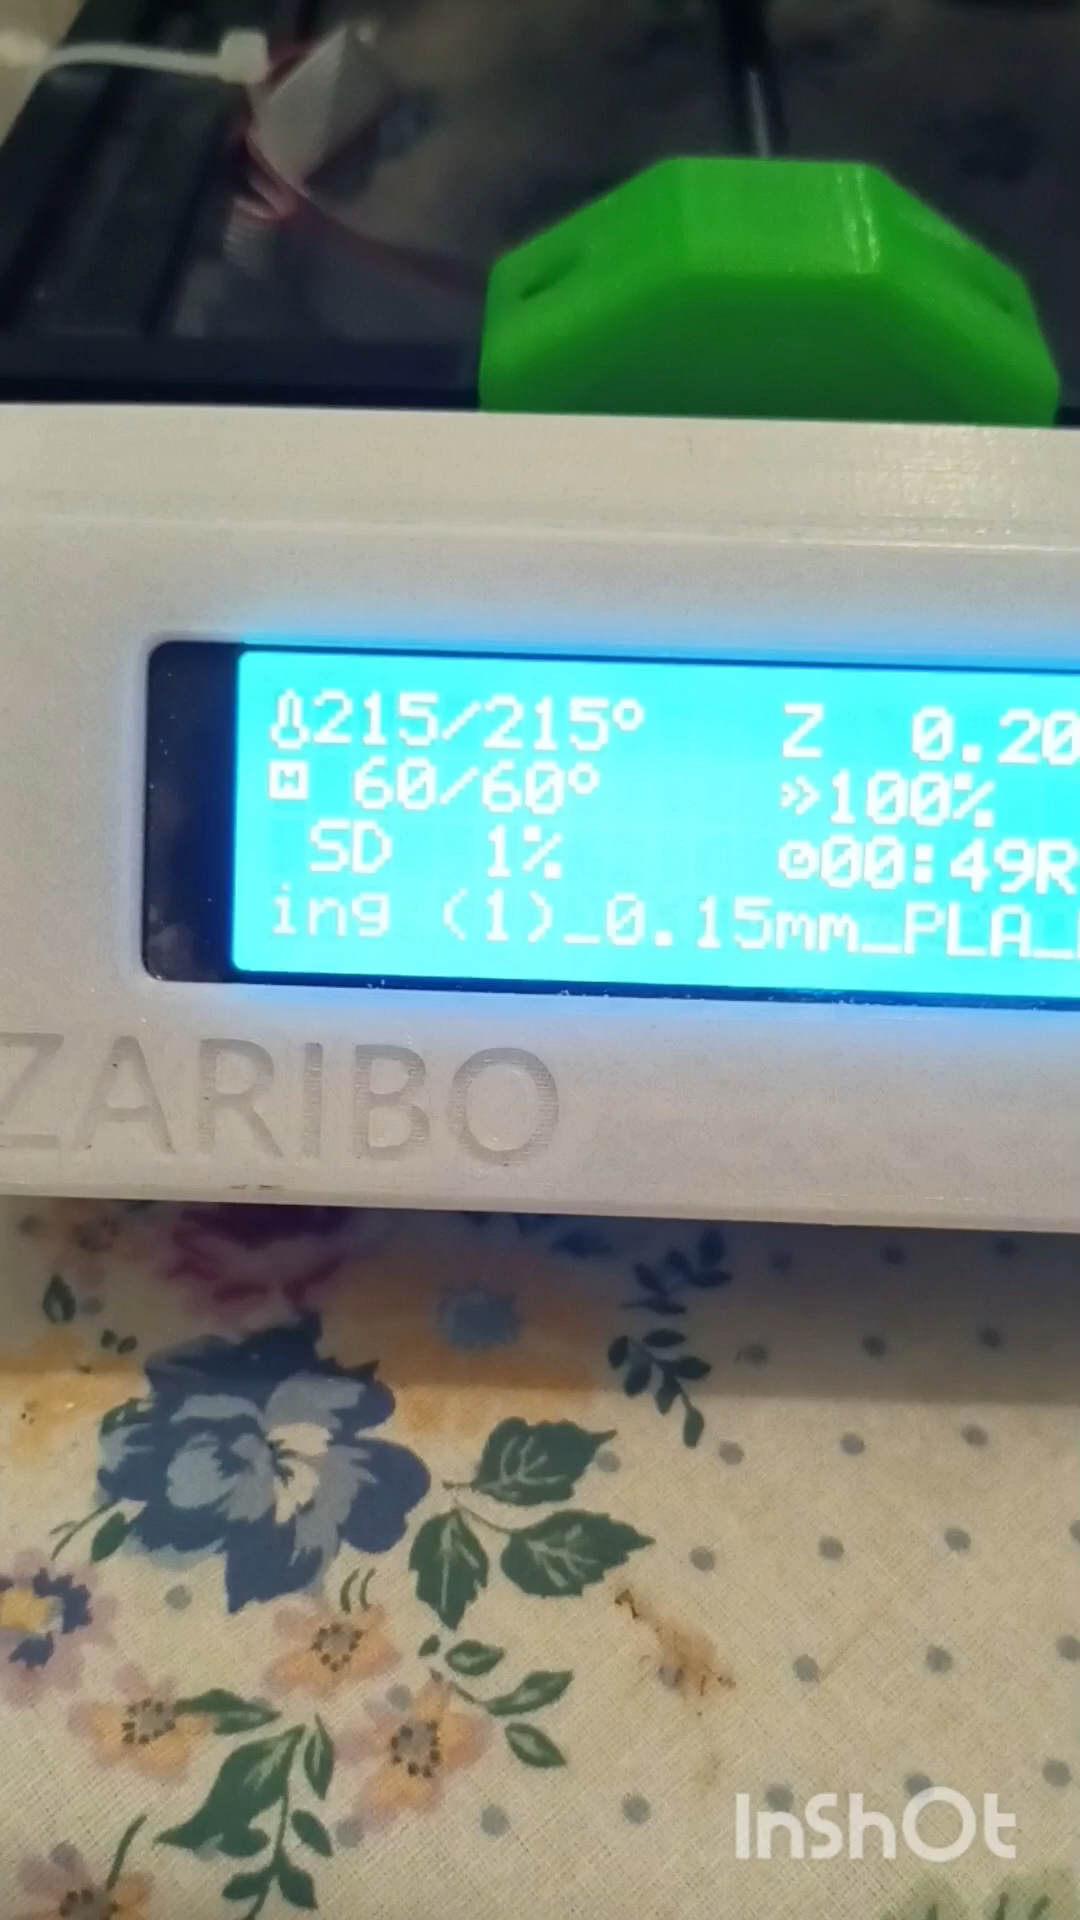 215/215° Z 0.20
60/60° 100%
SD 1% 00:49R
ing (1)_0.15mm_PLA_
ZARIBO
InShOt